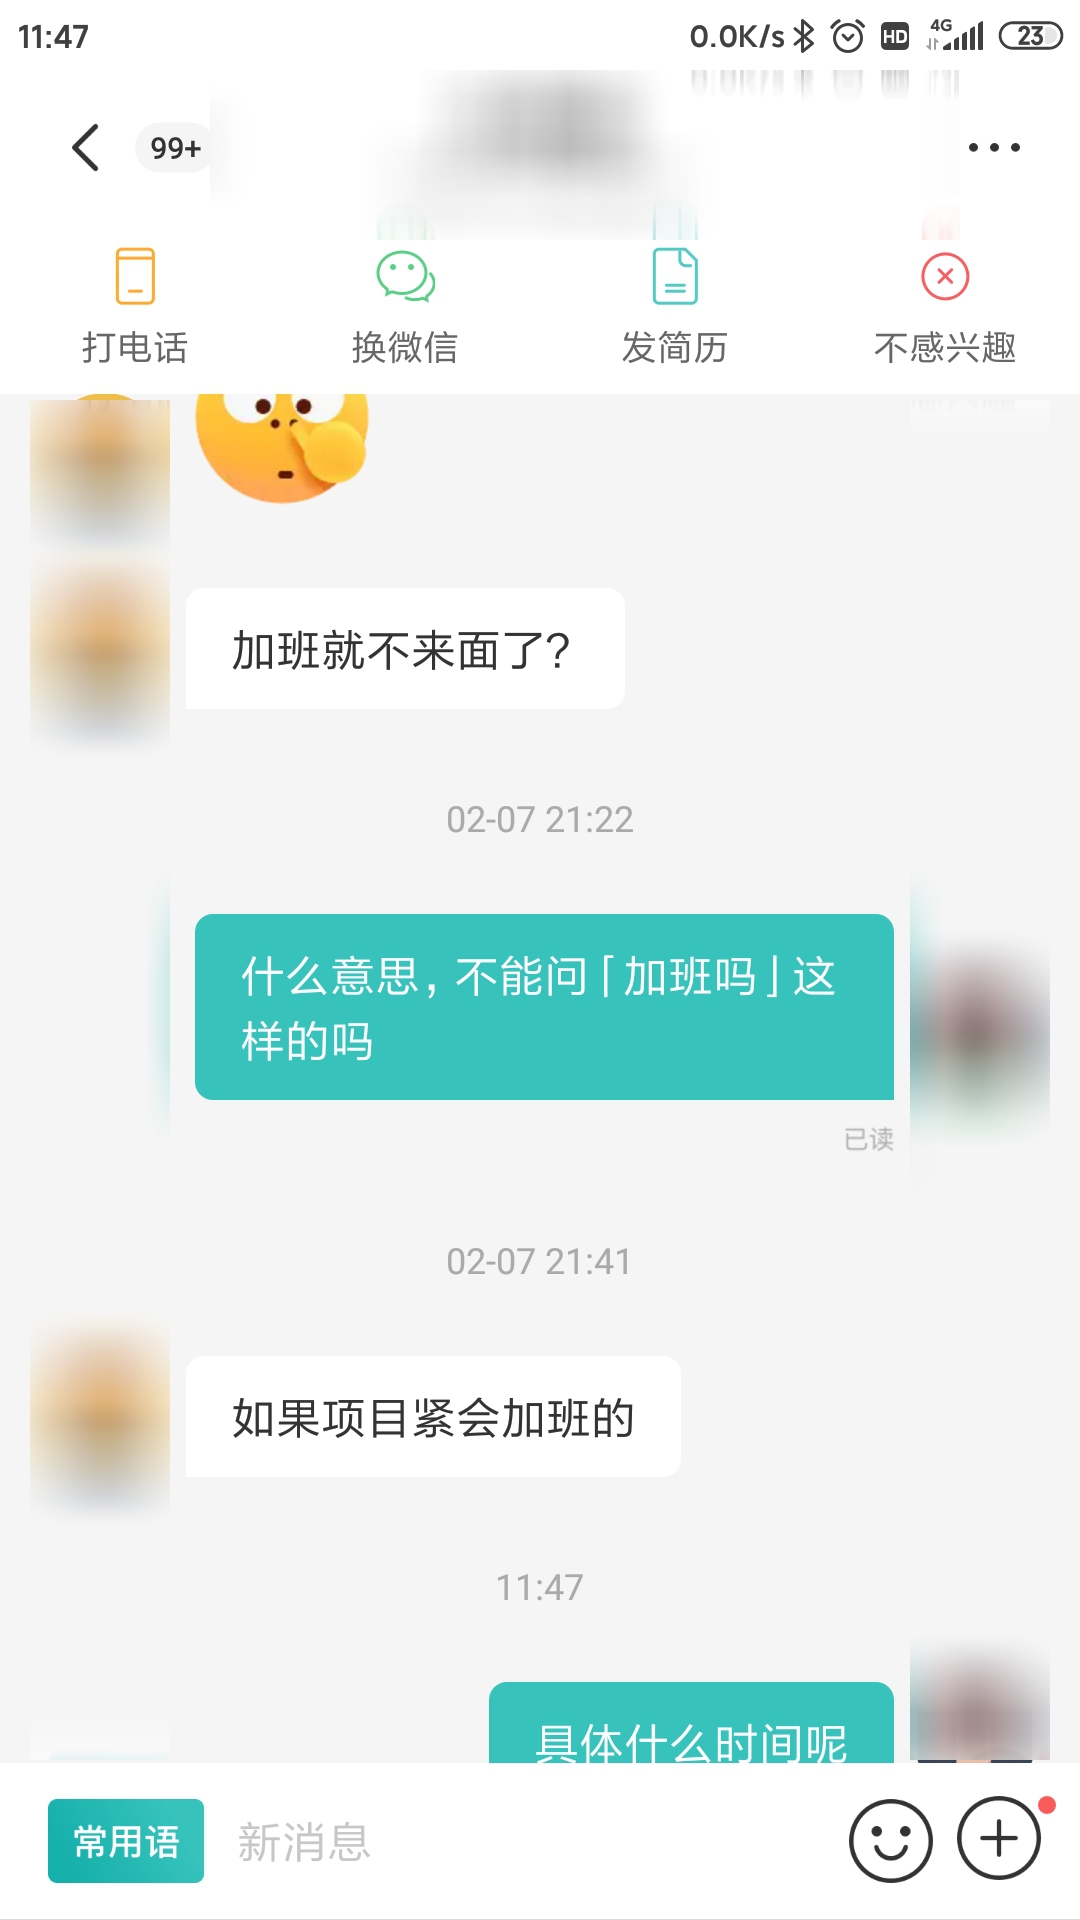 11:47
0.0K/s HD 4G 23
99+
打电话 换微信 发简历 不感兴趣
加班就不来面了?
02-07 21:22
什么意思,不能问「加班吗」这
样的吗
已读
02-07 21:41
如果项目紧会加班的
11:47
具体什么时间呢
常用语 新消息